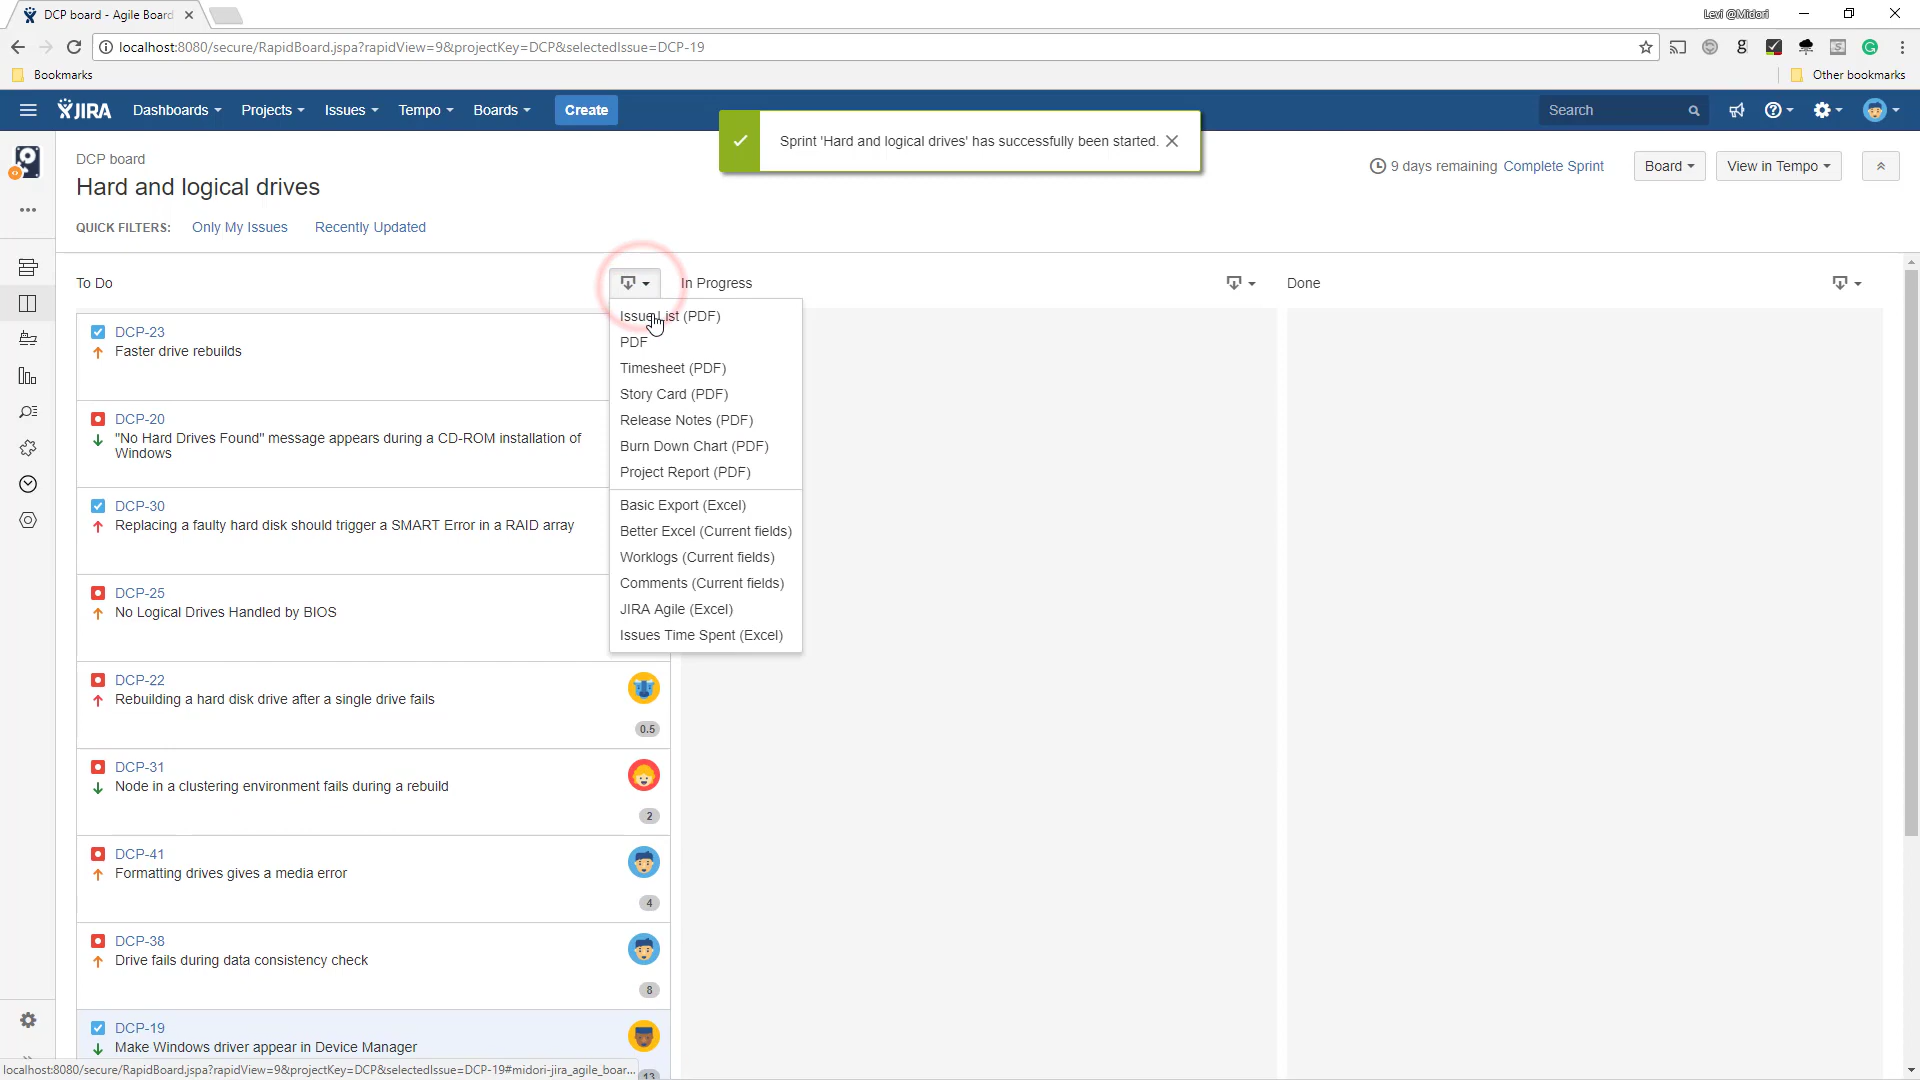 DCP board - Agile Board
Levi @Midori
localhost:8080/secure/RapidBoard.jspa?rapidView=9&projectKey=DCP&selectedIssue=DCP-19
Bookmarks
Other bookmarks
JIRA
Dashboards
Projects
Issues
Tempo
Boards
Create
Search
Sprint 'Hard and logical drives' has successfully been started.
DCP board
Hard and logical drives
9 days remaining
Complete Sprint
Board
View in Tempo
QUICK FILTERS:
Only My Issues
Recently Updated
To Do
In Progress
Done
Issue List (PDF)
PDF
Timesheet (PDF)
Story Card (PDF)
Release Notes (PDF)
Burn Down Chart (PDF)
Project Report (PDF)
Basic Export (Excel)
Better Excel (Current fields)
Worklogs (Current fields)
Comments (Current fields)
JIRA Agile (Excel)
Issues Time Spent (Excel)
DCP-23
Faster drive rebuilds
DCP-20
"No Hard Drives Found" message appears during a CD-ROM installation of
Windows
DCP-30
Replacing a faulty hard disk should trigger a SMART Error in a RAID array
DCP-25
No Logical Drives Handled by BIOS
DCP-22
Rebuilding a hard disk drive after a single drive fails
0.5
DCP-31
Node in a clustering environment fails during a rebuild
2
DCP-41
Formatting drives gives a media error
4
DCP-38
Drive fails during data consistency check
8
DCP-19
Make Windows driver appear in Device Manager
13
localhost:8080/secure/RapidBoard.jspa?rapidView=9&projectKey=DCP&selectedIssue=DCP-19#midori-jira_agile_boar...